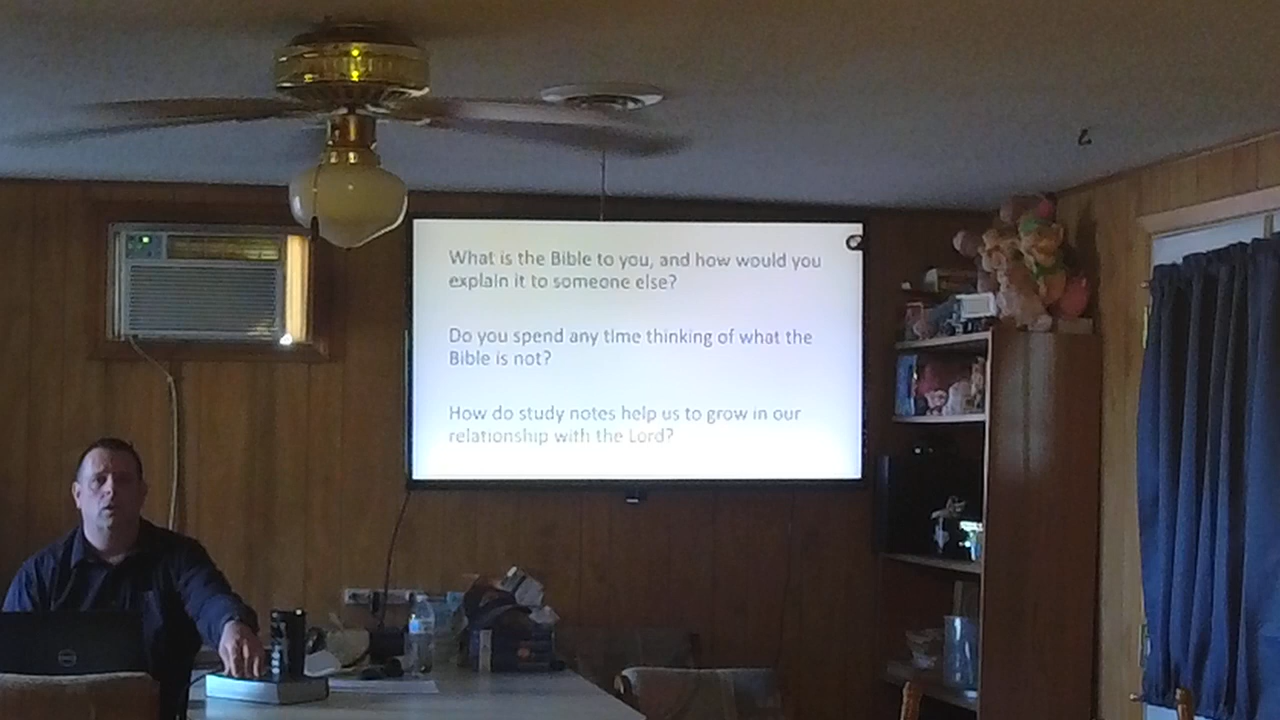 What is the Bible to you, and how would you
explain it to someone else?
Do you spend any time thinking of what the
Bible is not?
How do study notes help us to grow in our
relationship with the Lord?